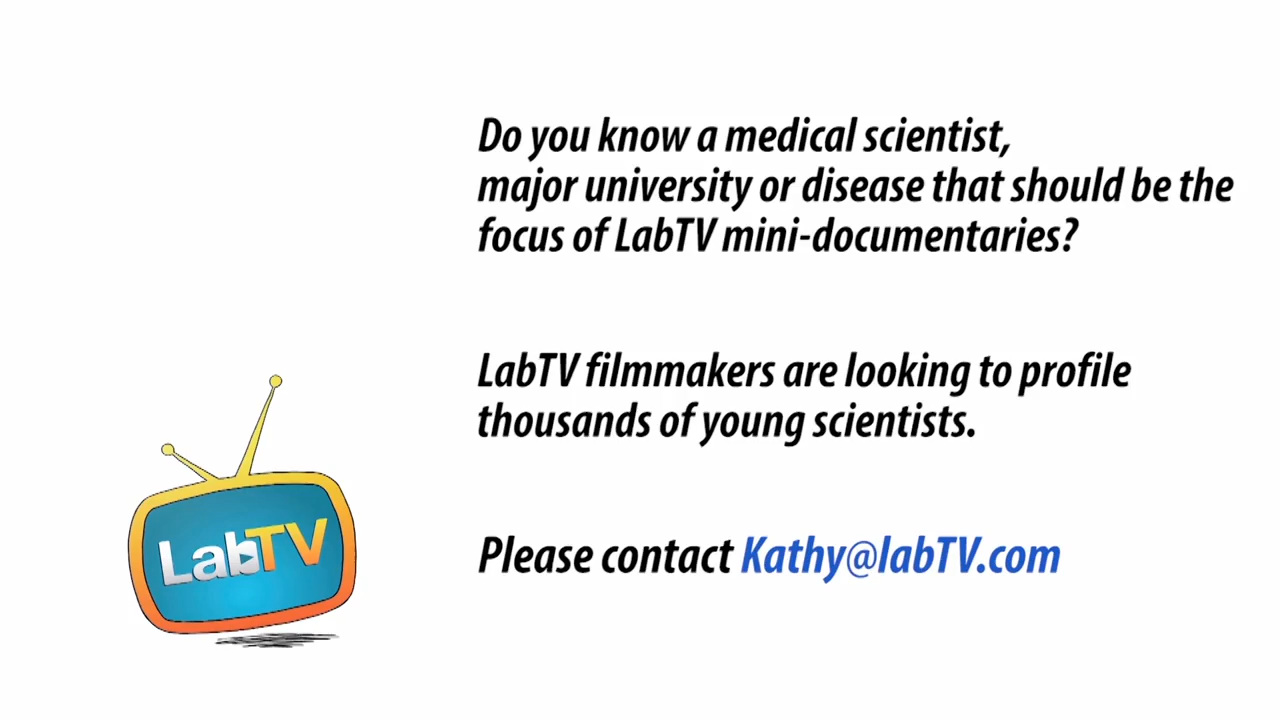 Do you know a medical scientist,
major university or disease that should be the
focus of LabTV mini-documentaries?
LabTV filmmakers are looking to profile
thousands of young scientists.
LabTV
Please contact Kathy@labTV.com